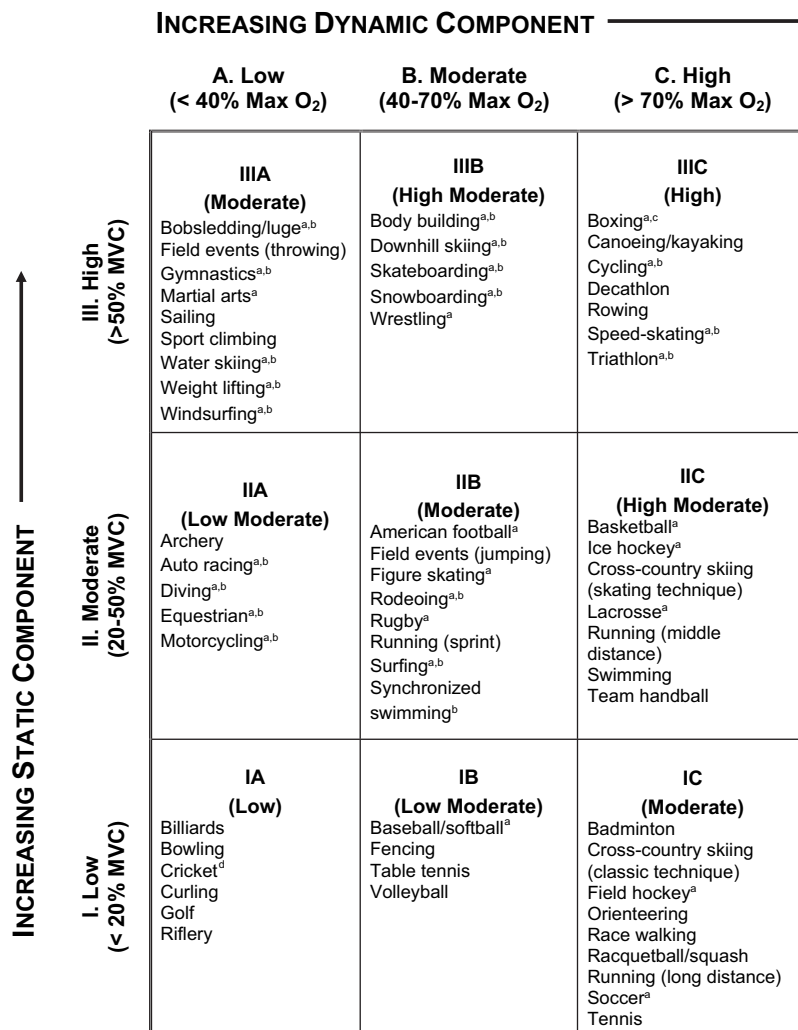 INCREASING DYNAMIC COMPONENT
A. Low
(< 40% Max O₂)
B. Moderate
(40-70% Max O₂)
C. High
(> 70% Max O₂)
INCREASING STATIC COMPONENT
III. High
(>50% MVC)
IIIA
(Moderate)
Bobsledding/lugeᵃ,ᵇ
Field events (throwing)
Gymnasticsᵃ,ᵇ
Martial artsᵃ
Sailing
Sport climbing
Water skiingᵃ,ᵇ
Weight liftingᵃ,ᵇ
Windsurfingᵃ,ᵇ
IIIB
(High Moderate)
Body buildingᵃ,ᵇ
Downhill skiingᵃ,ᵇ
Skateboardingᵃ,ᵇ
Snowboardingᵃ,ᵇ
Wrestlingᵃ
IIIC
(High)
Boxingᵃ,ᶜ
Canoeing/kayaking
Cyclingᵃ,ᵇ
Decathlon
Rowing
Speed-skatingᵃ,ᵇ
Triathlonᵃ,ᵇ
II. Moderate
(20-50% MVC)
IIA
(Low Moderate)
Archery
Auto racingᵃ,ᵇ
Divingᵃ,ᵇ
Equestrianᵃ,ᵇ
Motorcyclingᵃ,ᵇ
IIB
(Moderate)
American footballᵃ
Field events (jumping)
Figure skatingᵃ
Rodeoingᵃ,ᵇ
Rugbyᵃ
Running (sprint)
Surfingᵃ,ᵇ
Synchronized
swimmingᵇ
IIC
(High Moderate)
Basketballᵃ
Ice hockeyᵃ
Cross-country skiing
(skating technique)
Lacrosseᵃ
Running (middle
distance)
Swimming
Team handball
I. Low
(< 20% MVC)
IA
(Low)
Billiards
Bowling
Cricketᵈ
Curling
Golf
Riflery
IB
(Low Moderate)
Baseball/softballᵃ
Fencing
Table tennis
Volleyball
IC
(Moderate)
Badminton
Cross-country skiing
(classic technique)
Field hockeyᵃ
Orienteering
Race walking
Racquetball/squash
Running (long distance)
Soccerᵃ
Tennis